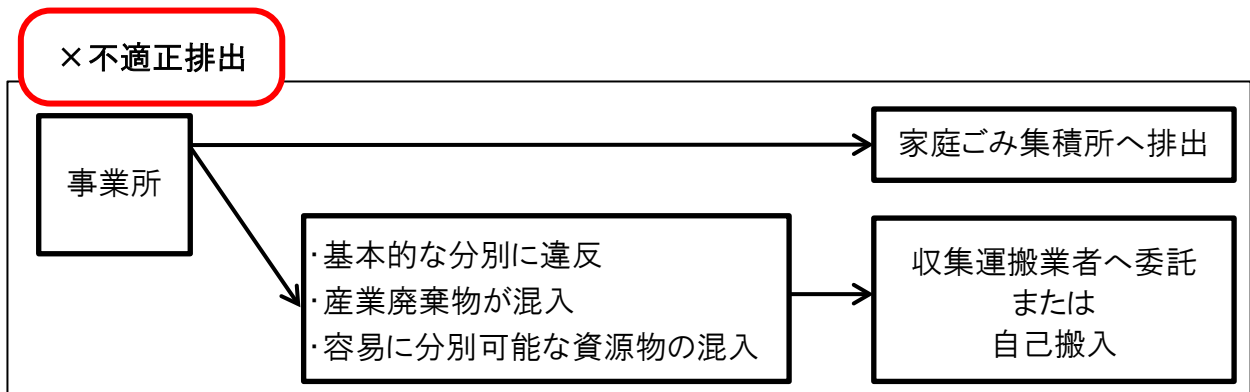 ×不適正排出
事業所
家庭ごみ集積所へ排出
・基本的な分別に違反
・産業廃棄物が混入
・容易に分別可能な資源物の混入
収集運搬業者へ委託
または
自己搬入